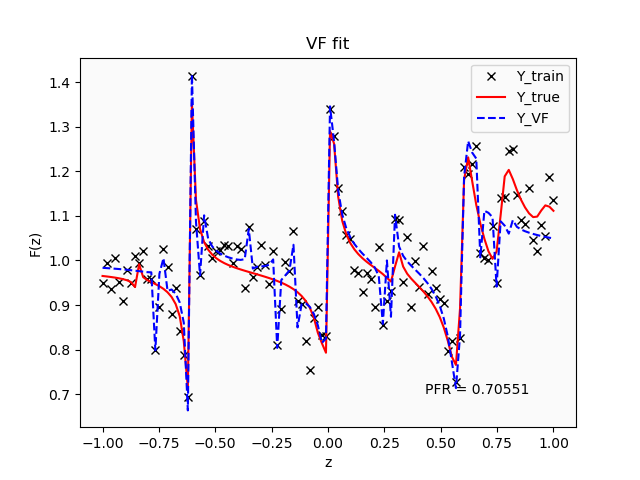 VF fit
Y_train
Y_true
Y_VF
F(z)
1.4
1.3
1.2
1.1
1.0
0.9
0.8
0.7
PFR = 0.70551
−1.00 −0.75 −0.50 −0.25 0.00 0.25 0.50 0.75 1.00
z